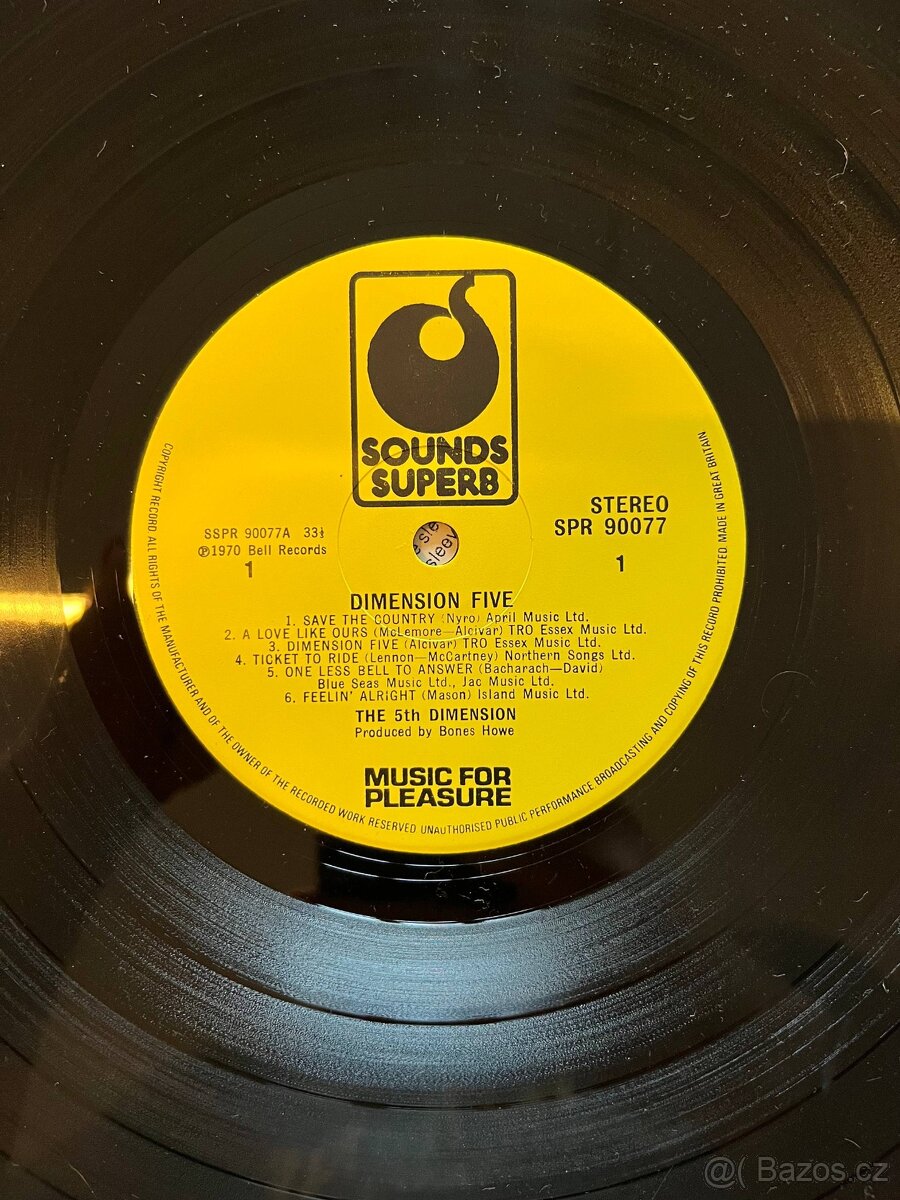 SOUNDS
SUPERB
STEREO
SPR 90077
SSPR 90077A 33⅓
℗1970 Bell Records
1
1
sle
sleev
DIMENSION FIVE
1. SAVE THE COUNTRY (Nyro) April Music Ltd.
2. A LOVE LIKE OURS (McLemore—Alcivar) TRO Essex Music Ltd.
3. DIMENSION FIVE (Alcivar) TRO Essex Music Ltd.
4. TICKET TO RIDE (Lennon—McCartney) Northern Songs Ltd.
5. ONE LESS BELL TO ANSWER (Bacharach—David)
Blue Seas Music Ltd., Jac Music Ltd.
6. FEELIN' ALRIGHT (Mason) Island Music Ltd.
THE 5th DIMENSION
Produced by Bones Howe
MUSIC FOR
PLEASURE
COPYRIGHT RECORD. ALL RIGHTS OF THE MANUFACTURER AND OF THE OWNER OF THE RECORDED WORK RESERVED. UNAUTHORISED PUBLIC PERFORMANCE, BROADCASTING AND COPYING OF THIS RECORD PROHIBITED. MADE IN GREAT BRITAIN
@( Bazos.cz